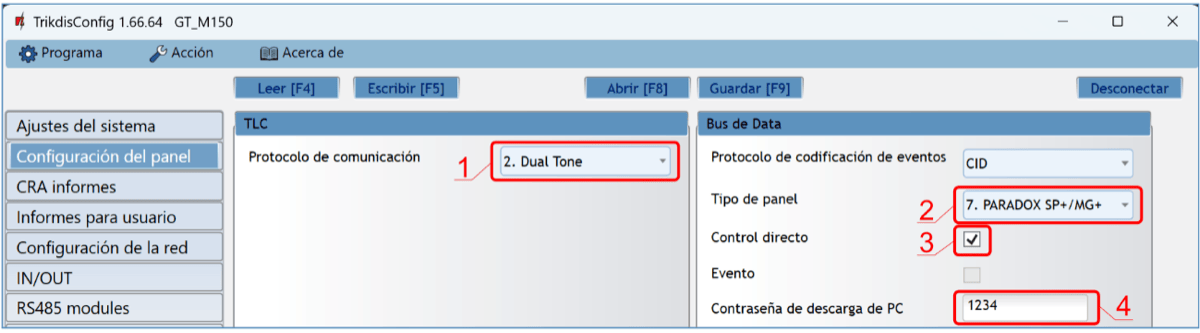 TrikdisConfig 1.66.64 GT_M150
Programa Acción Acerca de
Leer [F4] Escribir [F5] Abrir [F8] Guardar [F9] Desconectar
Ajustes del sistema
Configuración del panel
CRA informes
Informes para usuario
Configuración de la red
IN/OUT
RS485 modules
TLC
Protocolo de comunicación 1 2. Dual Tone
Bus de Data
Protocolo de codificación de eventos CID
Tipo de panel 2 7. PARADOX SP+/MG+
Control directo 3
Evento
Contraseña de descarga de PC 1234 4